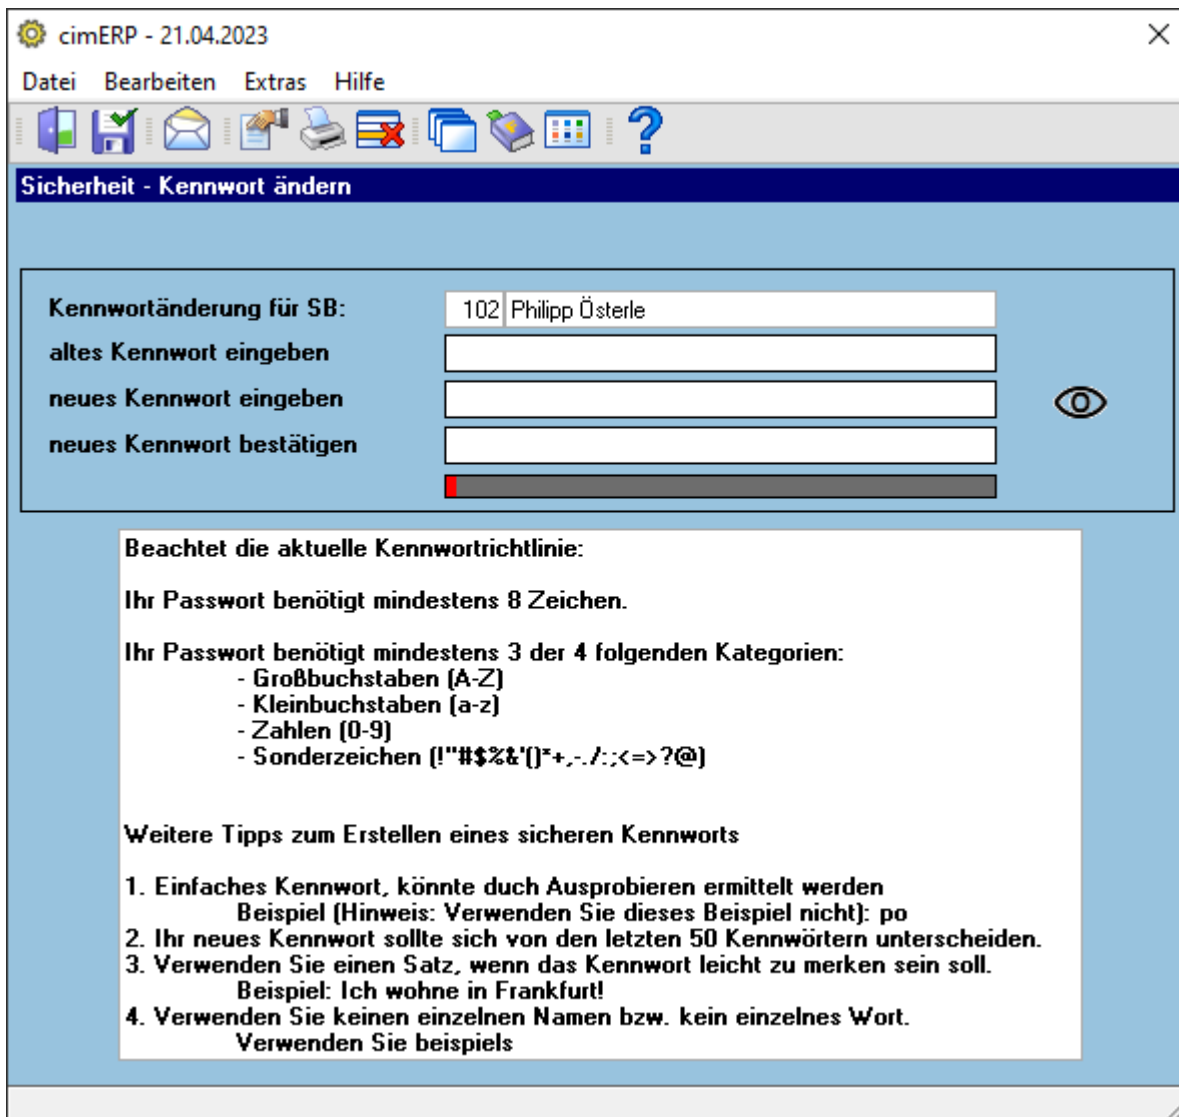 cimERP - 21.04.2023
Datei Bearbeiten Extras Hilfe
Sicherheit - Kennwort ändern
Kennwortänderung für SB: 102 Philipp Österle
altes Kennwort eingeben
neues Kennwort eingeben
neues Kennwort bestätigen
Beachtet die aktuelle Kennwortrichtlinie:
Ihr Passwort benötigt mindestens 8 Zeichen.
Ihr Passwort benötigt mindestens 3 der 4 folgenden Kategorien:
- Großbuchstaben (A-Z)
- Kleinbuchstaben (a-z)
- Zahlen (0-9)
- Sonderzeichen (!"#$%&'()*+,-./:;<=>?@)
Weitere Tipps zum Erstellen eines sicheren Kennworts
1. Einfaches Kennwort, könnte duch Ausprobieren ermittelt werden
Beispiel (Hinweis: Verwenden Sie dieses Beispiel nicht): po
2. Ihr neues Kennwort sollte sich von den letzten 50 Kennwörtern unterscheiden.
3. Verwenden Sie einen Satz, wenn das Kennwort leicht zu merken sein soll.
Beispiel: Ich wohne in Frankfurt!
4. Verwenden Sie keinen einzelnen Namen bzw. kein einzelnes Wort.
Verwenden Sie beispiels